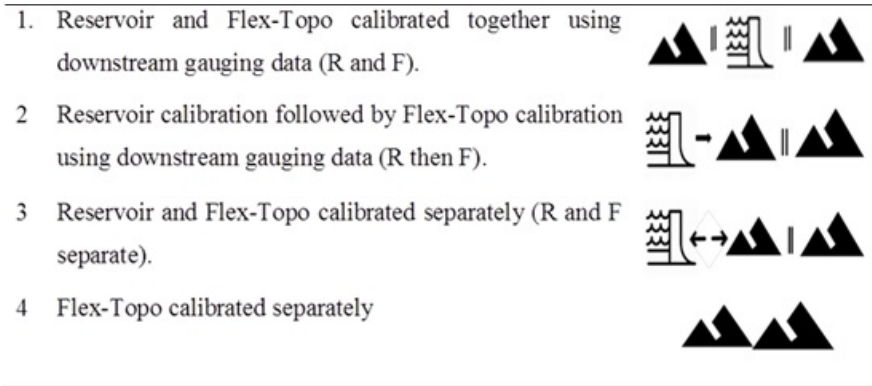 1. Reservoir and Flex-Topo calibrated together using
downstream gauging data (R and F).
2 Reservoir calibration followed by Flex-Topo calibration
using downstream gauging data (R then F).
3 Reservoir and Flex-Topo calibrated separately (R and F
separate).
4 Flex-Topo calibrated separately